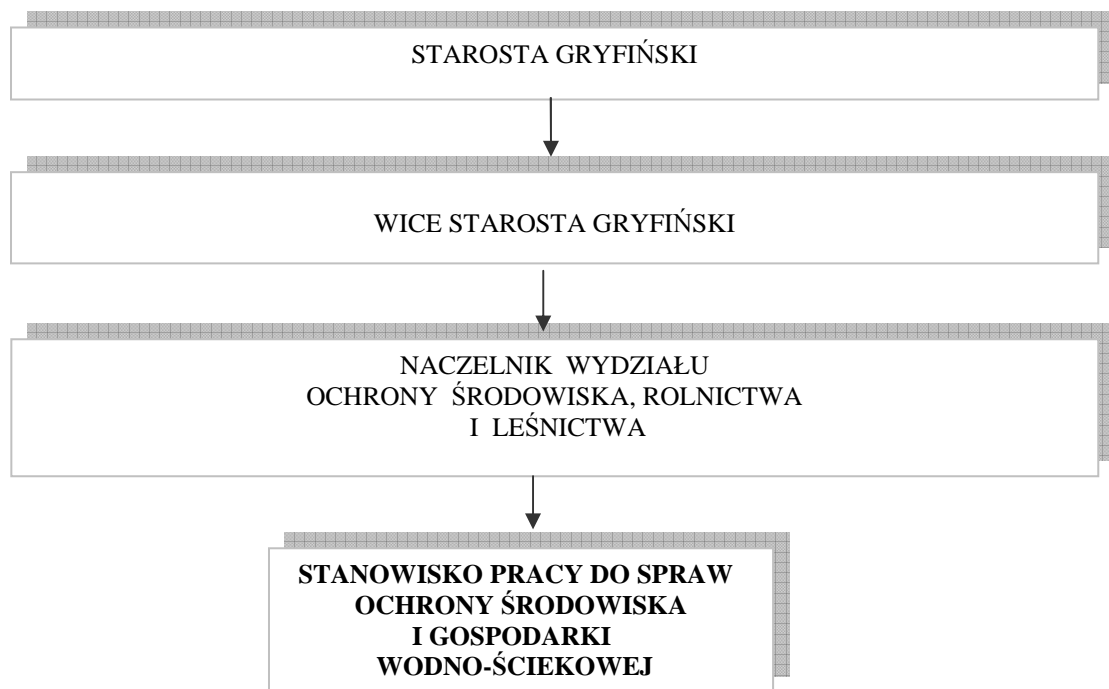 STAROSTA GRYFIŃSKI
WICE STAROSTA GRYFIŃSKI
NACZELNIK WYDZIAŁU
OCHRONY ŚRODOWISKA, ROLNICTWA
I LEŚNICTWA
STANOWISKO PRACY DO SPRAW
OCHRONY ŚRODOWISKA
I GOSPODARKI
WODNO-ŚCIEKOWEJ